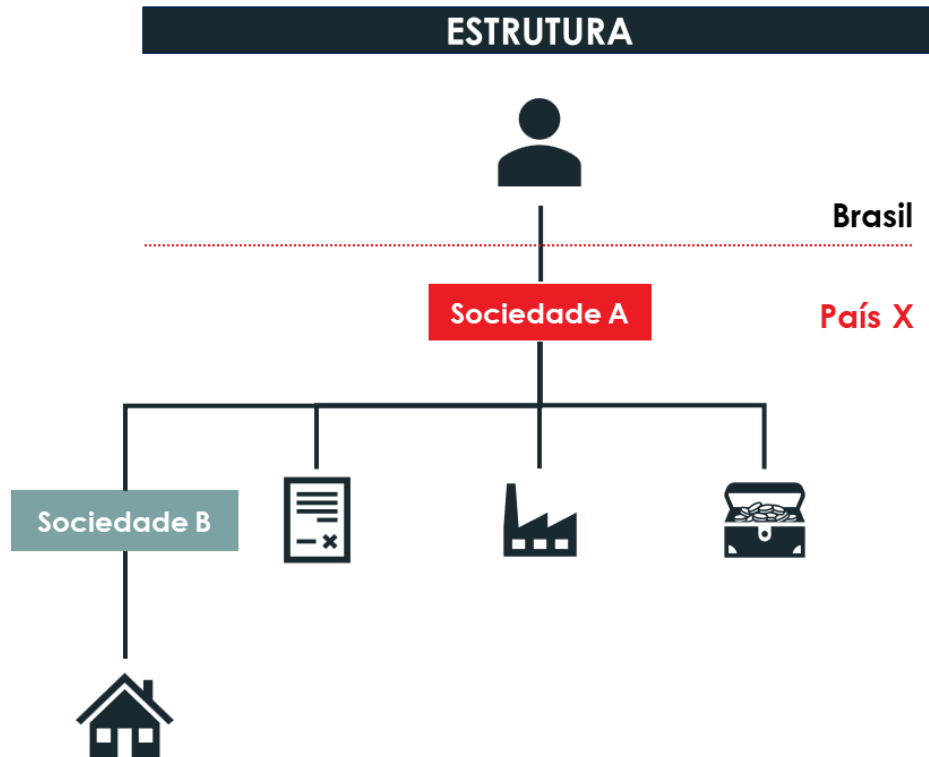 ESTRUTURA
Brasil
Sociedade A
País X
Sociedade B